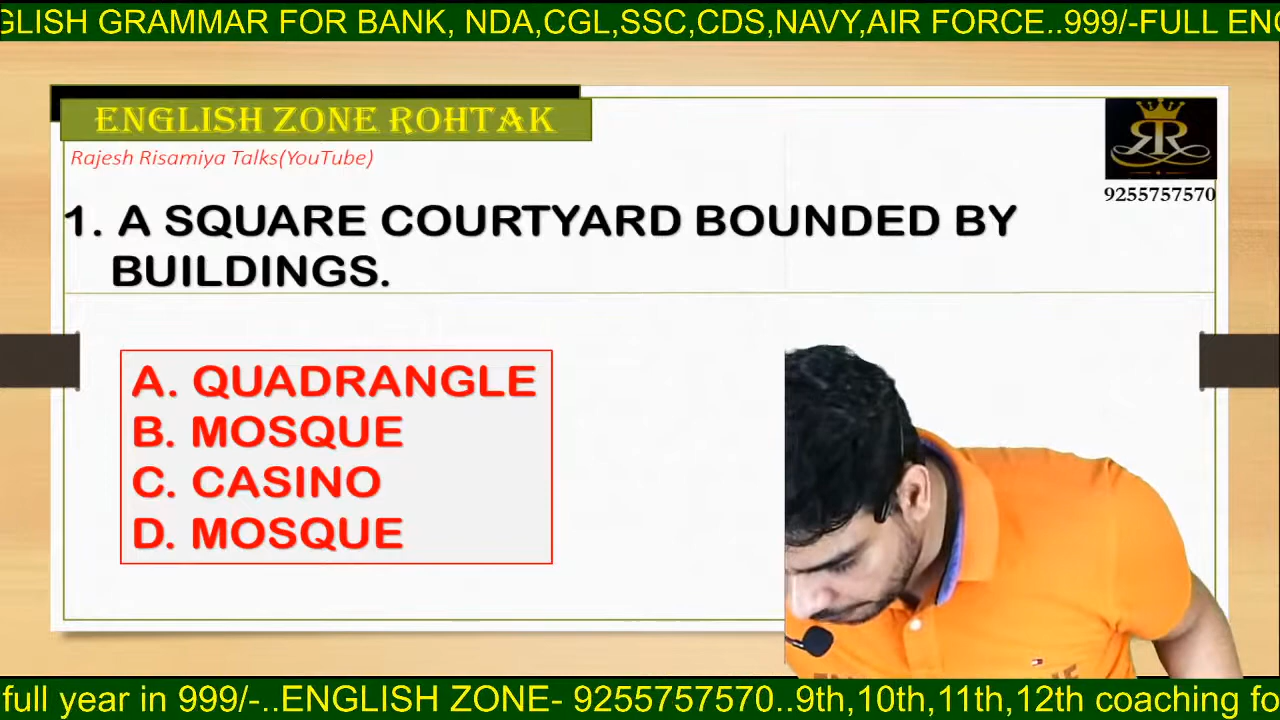 GLISH GRAMMAR FOR BANK, NDA,CGL,SSC,CDS,NAVY,AIR FORCE..999/-FULL ENG
ENGLISH ZONE ROHTAK
Rajesh Risamiya Talks(YouTube)
RR
9255757570
1. A SQUARE COURTYARD BOUNDED BY
BUILDINGS.
A. QUADRANGLE
B. MOSQUE
C. CASINO
D. MOSQUE
full year in 999/-..ENGLISH ZONE- 9255757570..9th,10th,11th,12th coaching fo